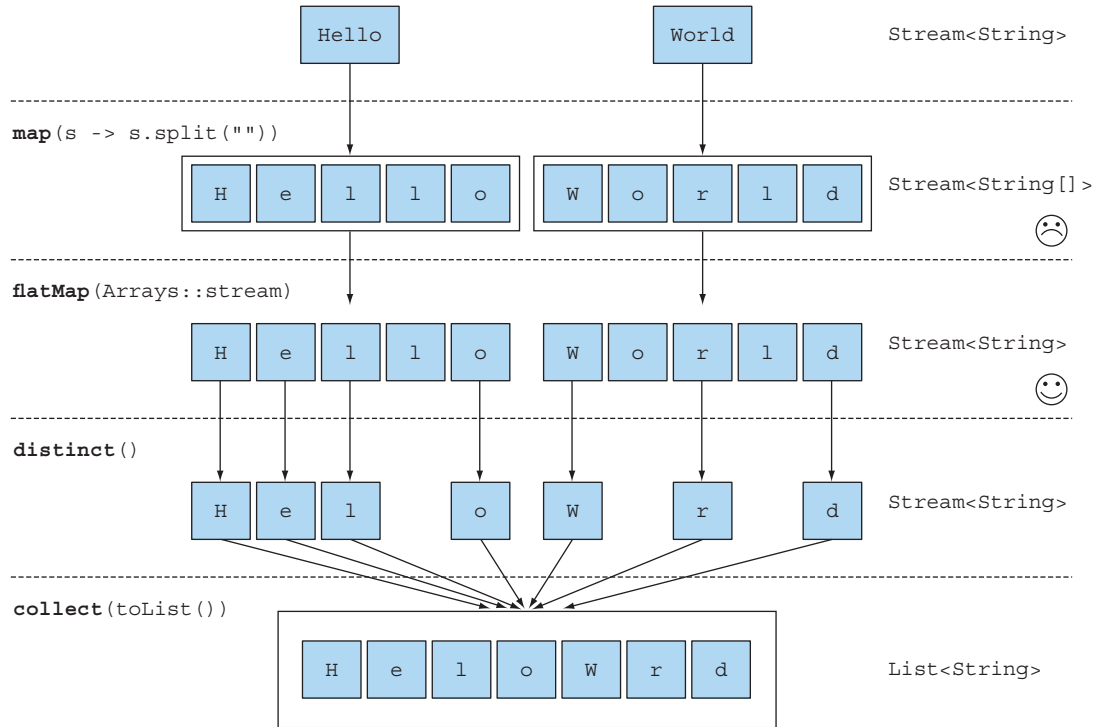 Hello World Stream<String>
map(s -> s.split(""))
H e l l o W o r l d Stream<String[]>
flatMap(Arrays::stream)
H e l l o W o r l d Stream<String>
distinct()
H e l o W r d Stream<String>
collect(toList())
H e l o W r d List<String>